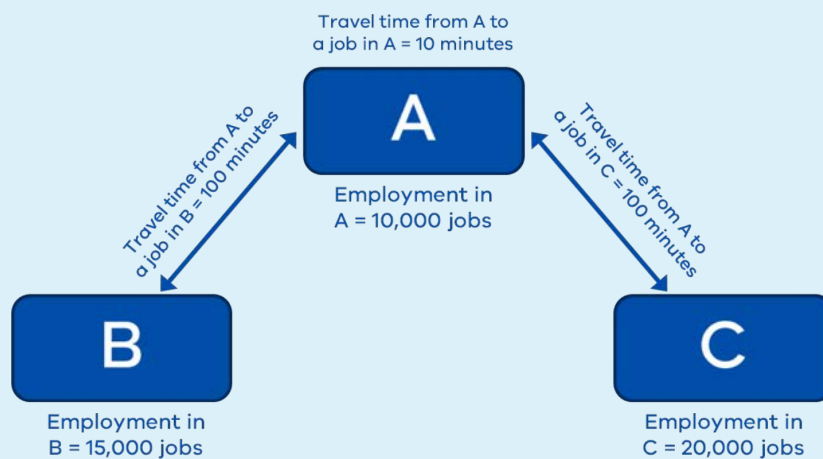 Travel time from A to
a job in A = 10 minutes
A
Travel time from A to
a job in B = 100 minutes
Travel time from A to
a job in C = 100 minutes
Employment in
A = 10,000 jobs
B
C
Employment in
B = 15,000 jobs
Employment in
C = 20,000 jobs